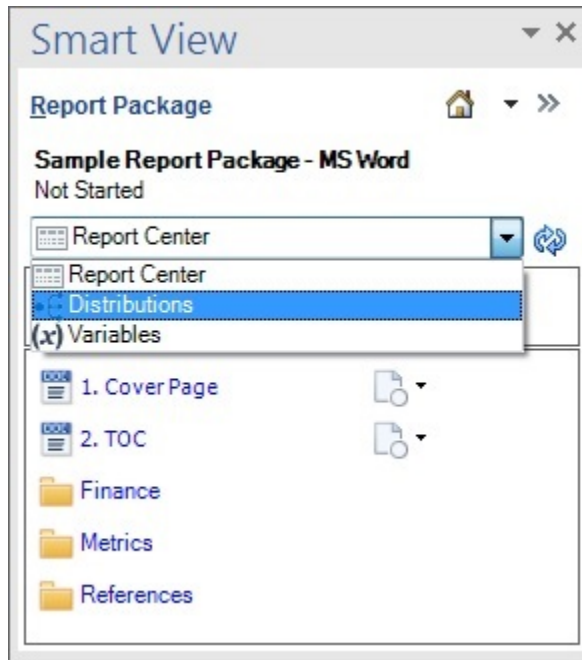 Smart View
Report Package
Sample Report Package - MS Word
Not Started
Report Center
Report Center
Distributions
(x) Variables
1. Cover Page
2. TOC
Finance
Metrics
References